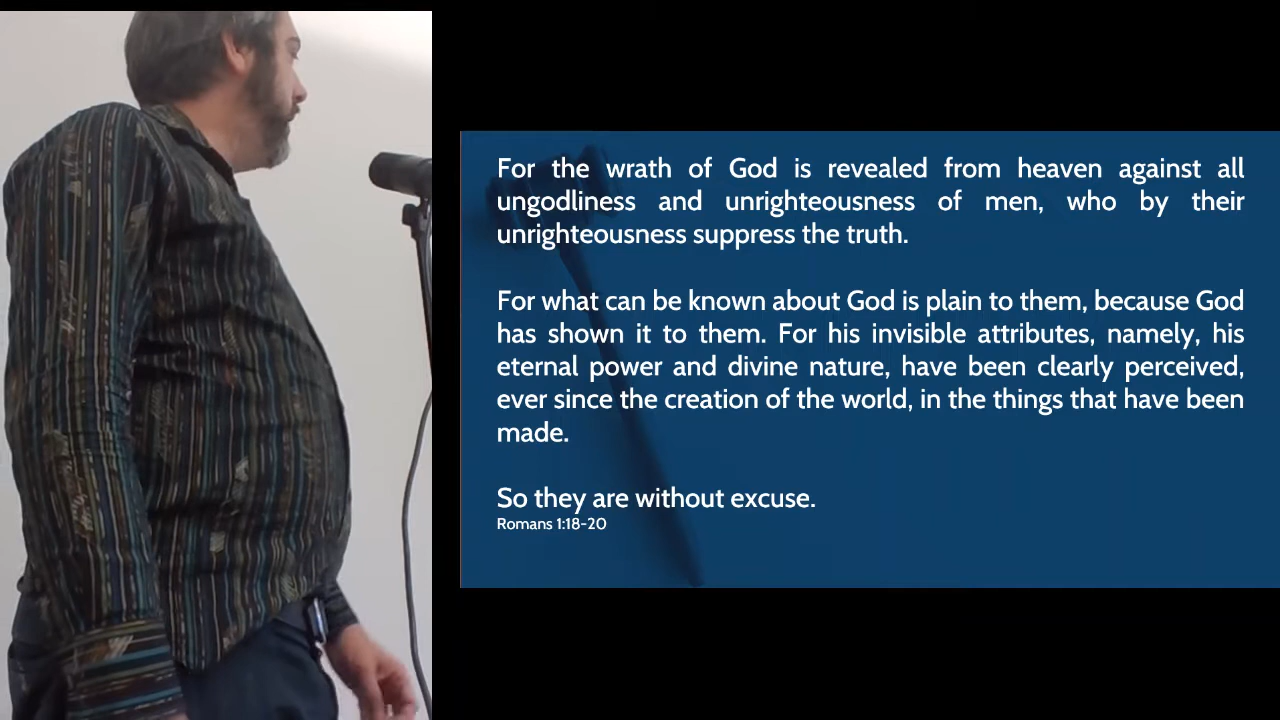 For the wrath of God is revealed from heaven against all
ungodliness and unrighteousness of men, who by their
unrighteousness suppress the truth.
For what can be known about God is plain to them, because God
has shown it to them. For his invisible attributes, namely, his
eternal power and divine nature, have been clearly perceived,
ever since the creation of the world, in the things that have been
made.
So they are without excuse.
Romans 1:18-20